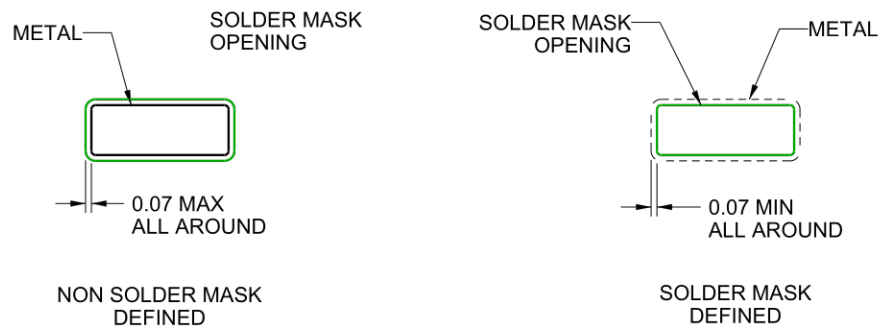 METAL
SOLDER MASK
OPENING
0.07 MAX
ALL AROUND
NON SOLDER MASK
DEFINED
SOLDER MASK
OPENING
METAL
0.07 MIN
ALL AROUND
SOLDER MASK
DEFINED